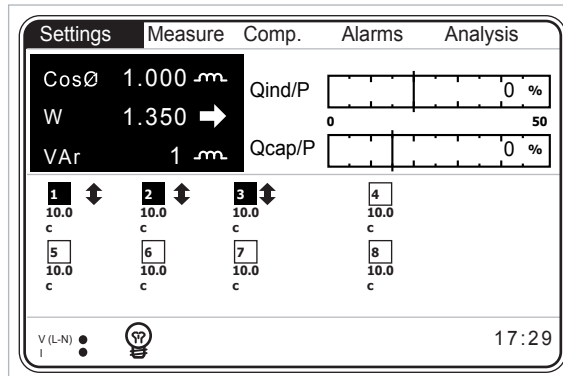 Settings Measure Comp. Alarms Analysis
CosØ 1.000
W 1.350
VAr 1
Qind/P 0 %
0 50
Qcap/P 0 %
1 2 3 4
10.0 10.0 10.0 10.0
c c c c
5 6 7 8
10.0 10.0 10.0 10.0
c c c c
V (L-N)
I
17:29